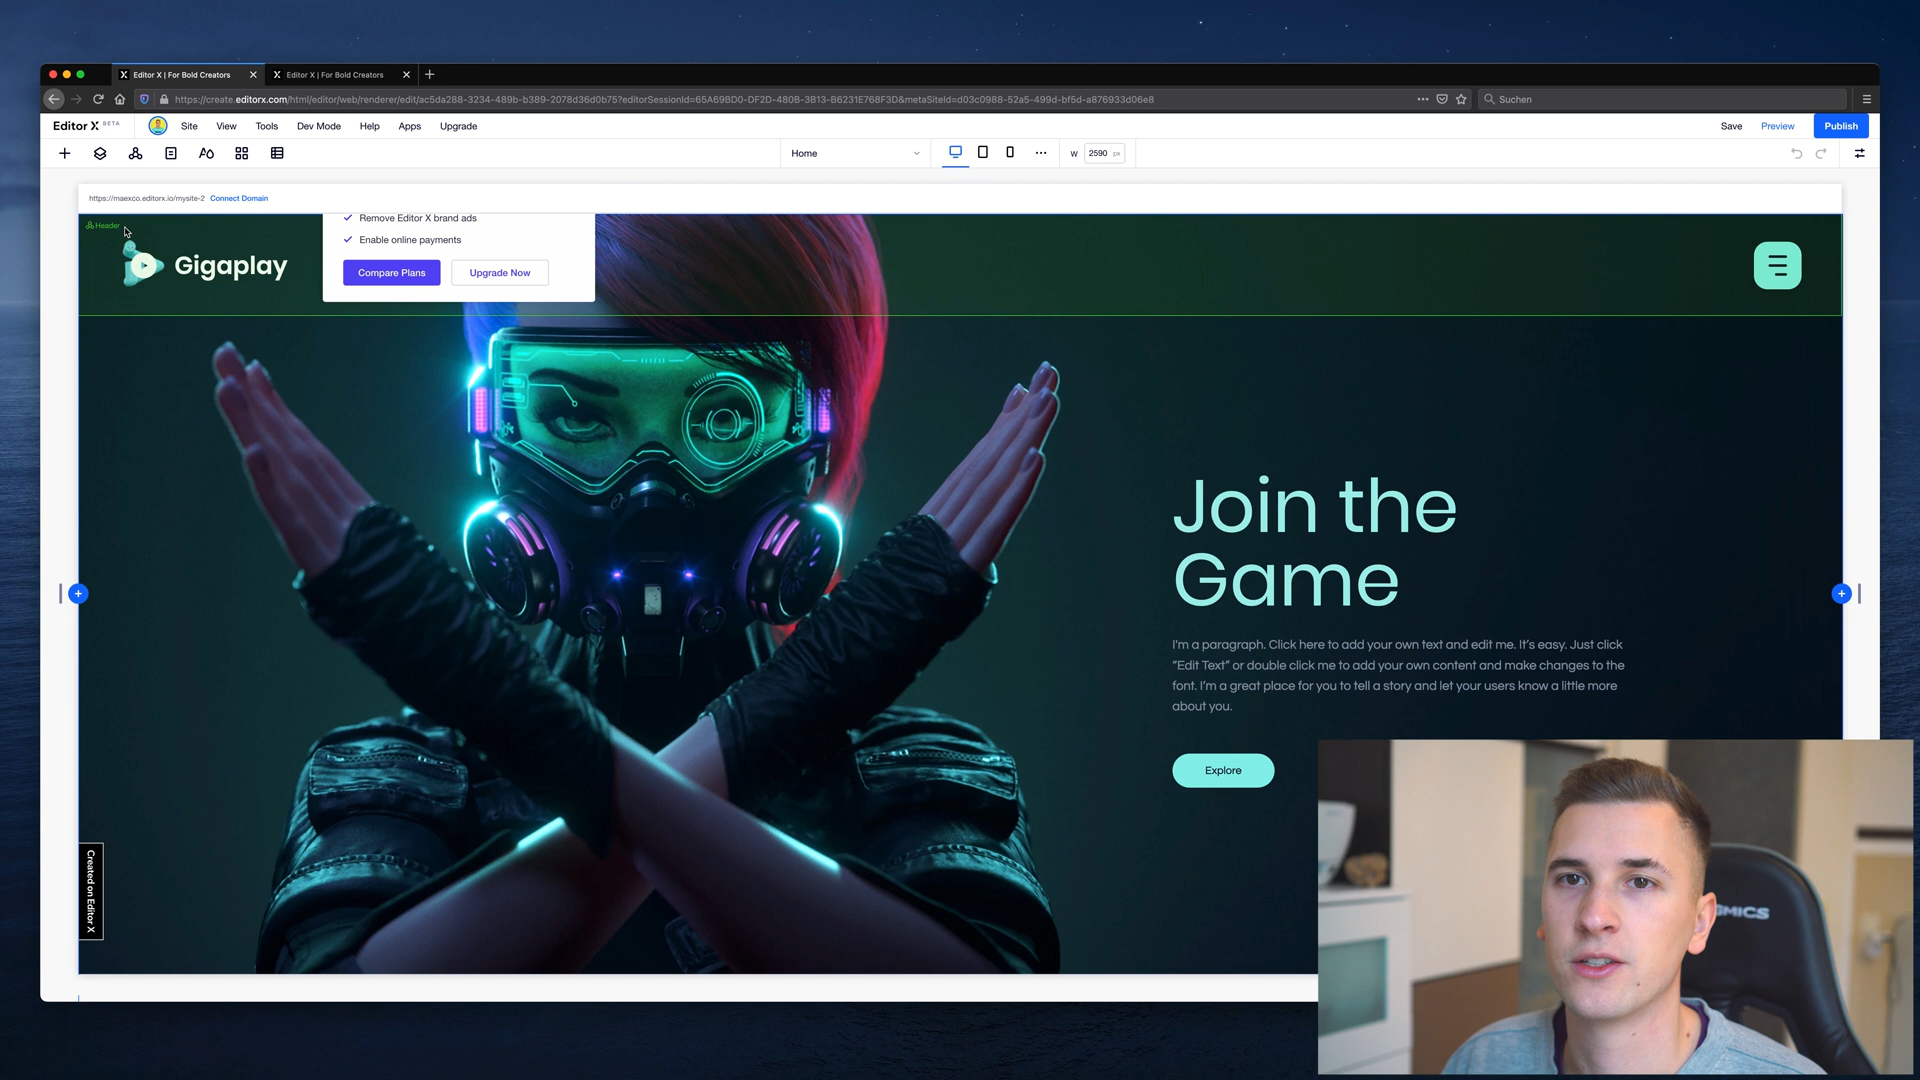 Editor X | For Bold Creators
Editor X | For Bold Creators
https://create.editorx.com/html/editor/web/renderer/edit/ac5da288-3234-489b-b389-2078d36d0b75?editorSessionId=65A69BD0-DF2D-480B-3B13-B6231E768F3D&metaSiteId=d03c0988-52a5-499d-bf5d-a876933d06e8
Suchen
Editor X BETA
Site
View
Tools
Dev Mode
Help
Apps
Upgrade
Save
Preview
Publish
Home
W 2590 px
https://maexco.editorx.io/mysite-2 Connect Domain
Header
Remove Editor X brand ads
Enable online payments
Compare Plans
Upgrade Now
Gigaplay
Join the
Game
I'm a paragraph. Click here to add your own text and edit me. It's easy. Just click
"Edit Text" or double click me to add your own content and make changes to the
font. I'm a great place for you to tell a story and let your users know a little more
about you.
Explore
Created on Editor X